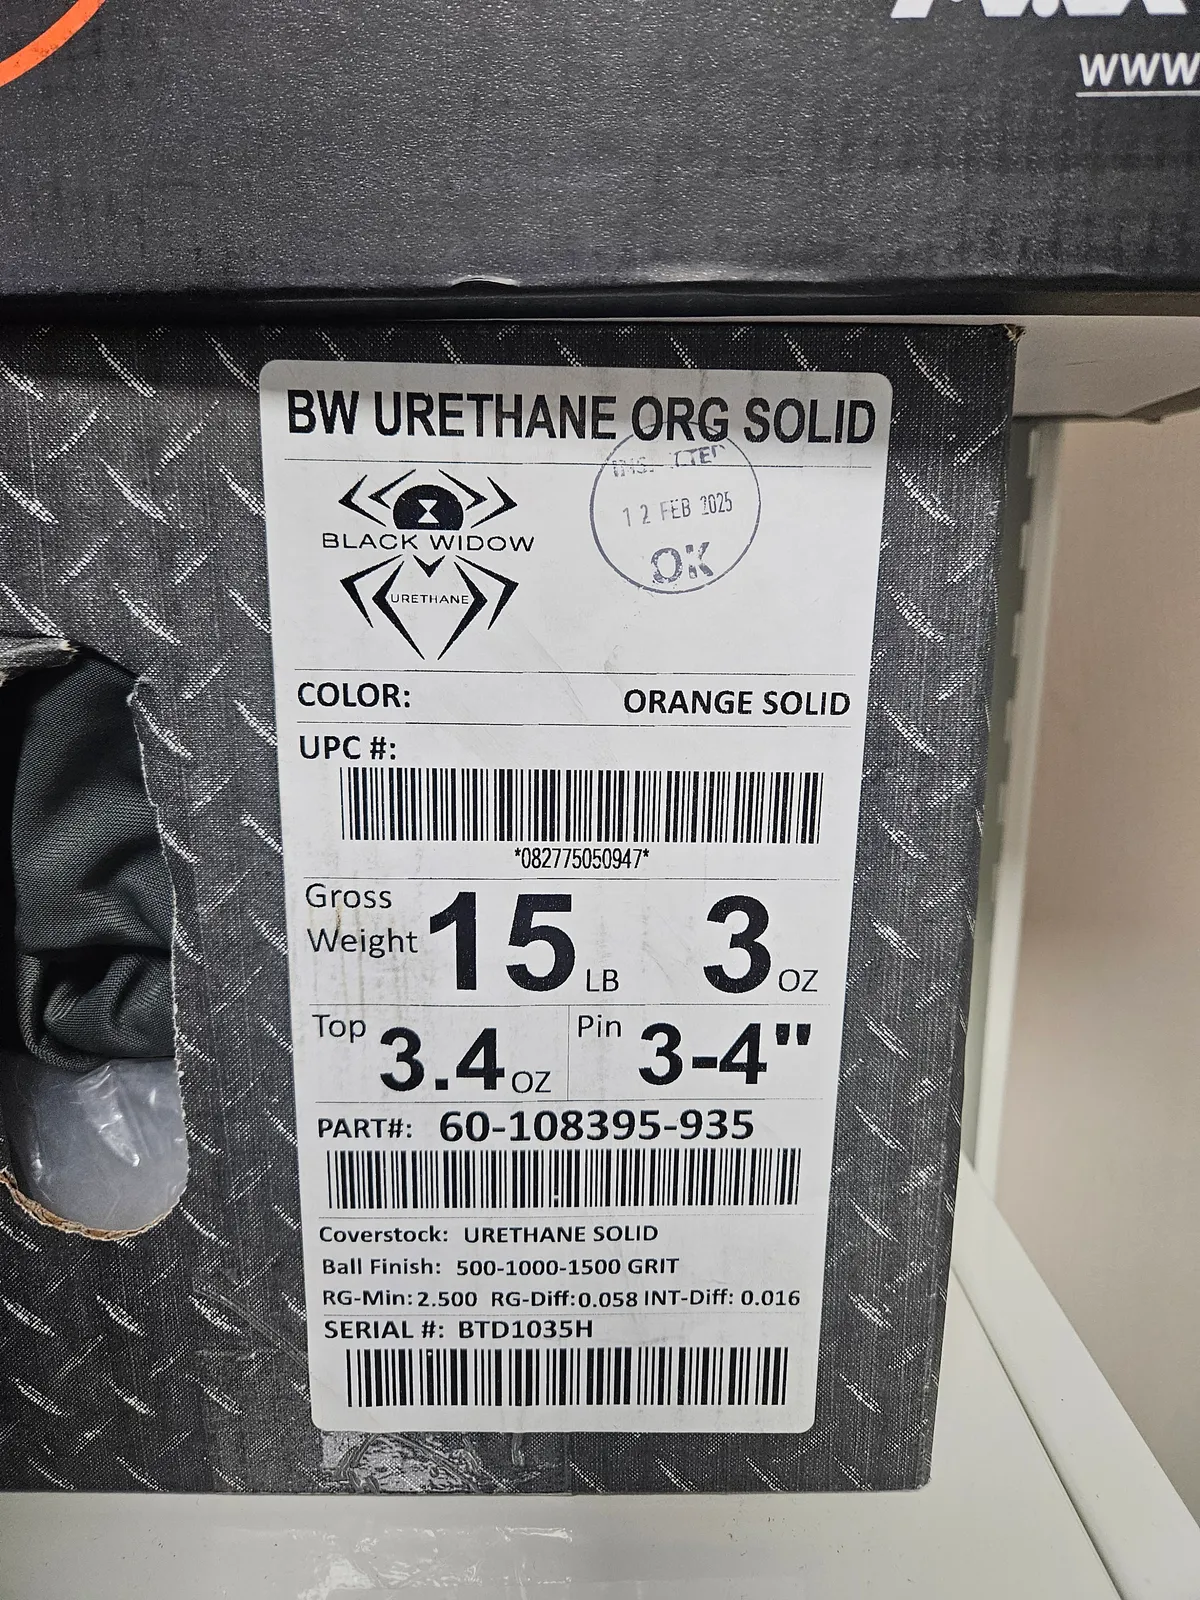 WWW
BW URETHANE ORG SOLID
12 FEB 2025
OK
BLACK WIDOW
URETHANE
COLOR: ORANGE SOLID
UPC #:
*082775050947*
Gross Weight 15 LB 3 OZ
Top 3.4 OZ Pin 3-4"
PART#: 60-108395-935
Coverstock: URETHANE SOLID
Ball Finish: 500-1000-1500 GRIT
RG-Min: 2.500 RG-Diff: 0.058 INT-Diff: 0.016
SERIAL #: BTD1035H